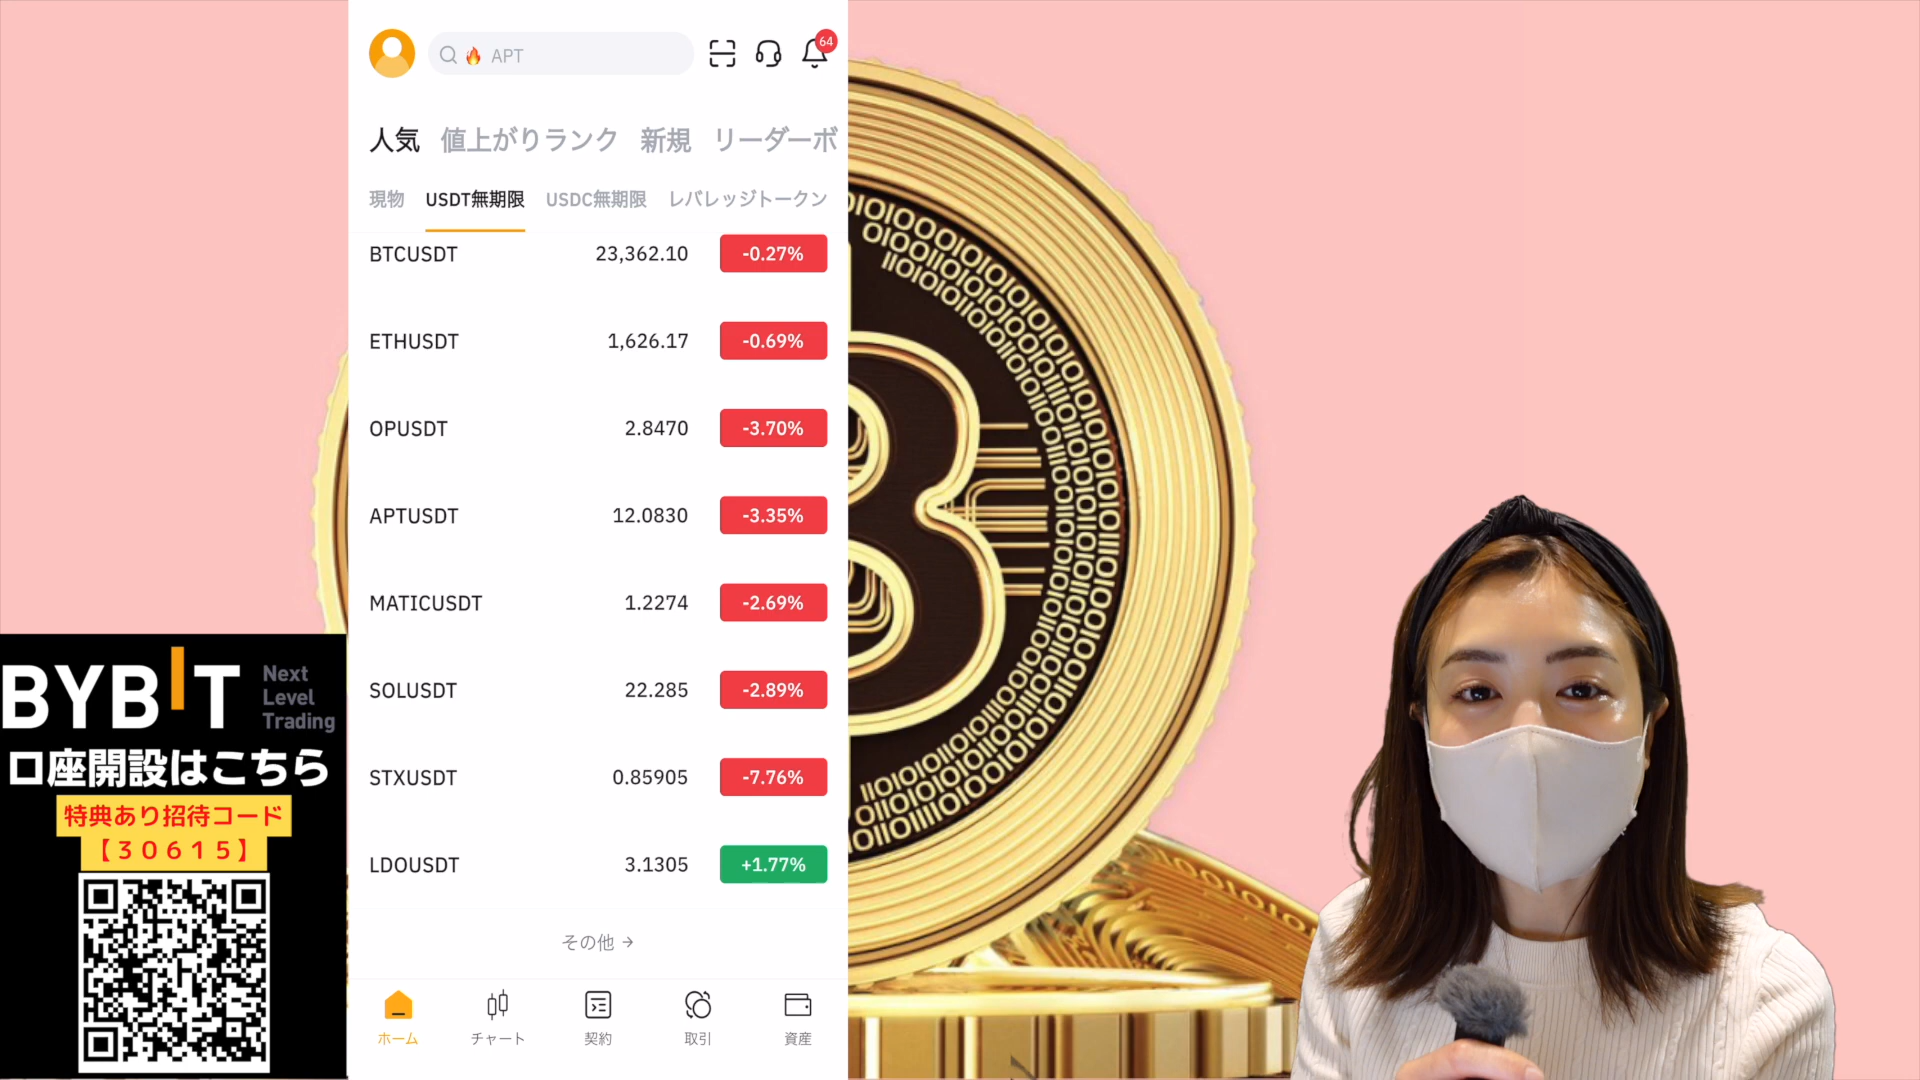 APT
64
人気 値上がりランク 新規 リーダーボ
現物 USDT無期限 USDC無期限 レバレッジトークン
BTCUSDT 23,362.10 -0.27%
ETHUSDT 1,626.17 -0.69%
OPUSDT 2.8470 -3.70%
APTUSDT 12.0830 -3.35%
MATICUSDT 1.2274 -2.69%
SOLUSDT 22.285 -2.89%
STXUSDT 0.85905 -7.76%
LDOUSDT 3.1305 +1.77%
その他 →
ホーム チャート 契約 取引 資産
BYBIT Next Level Trading
口座開設はこちら
特典あり招待コード
【３０６１５】